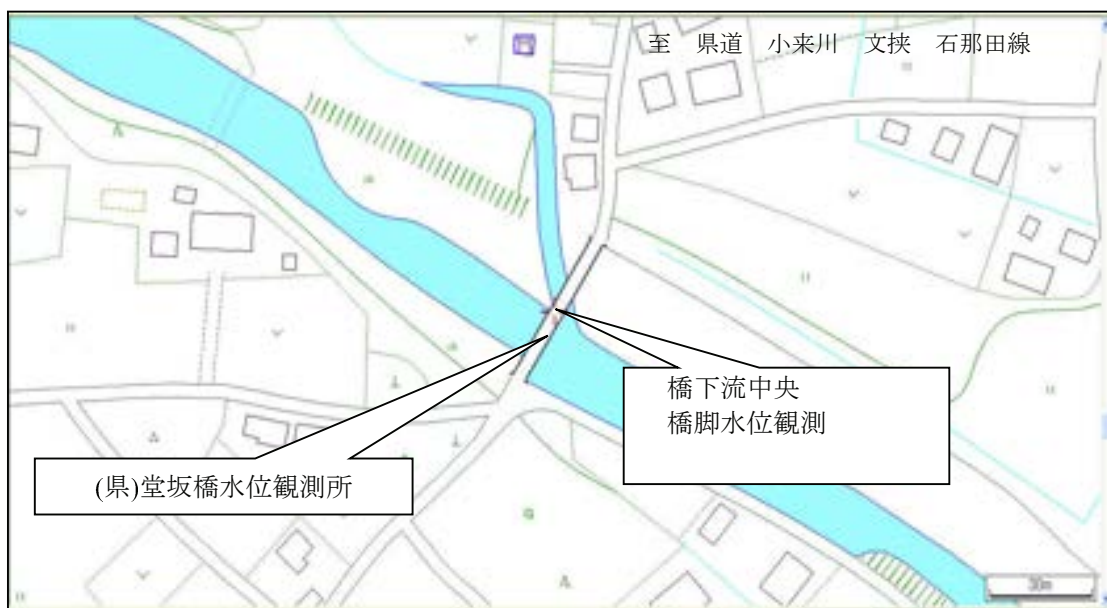 至 県道 小来川 文挟 石那田線
橋下流中央
橋脚水位観測
(県)堂坂橋水位観測所
30m